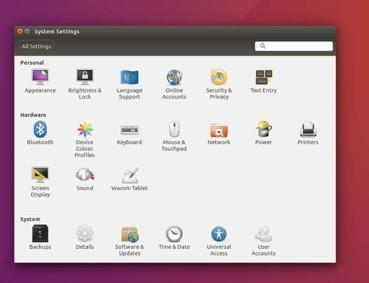 System Settings
All Settings
Personal
Appearance
Brightness &
Lock
Language
Support
Online
Accounts
Security &
Privacy
Text Entry
Hardware
Bluetooth
Device
Colour
Profiles
Keyboard
Mouse &
Touchpad
Network
Power
Printers
Screen
Display
Sound
Wacom Tablet
System
Backups
Details
Software &
Updates
Time & Date
Universal
Access
User
Accounts